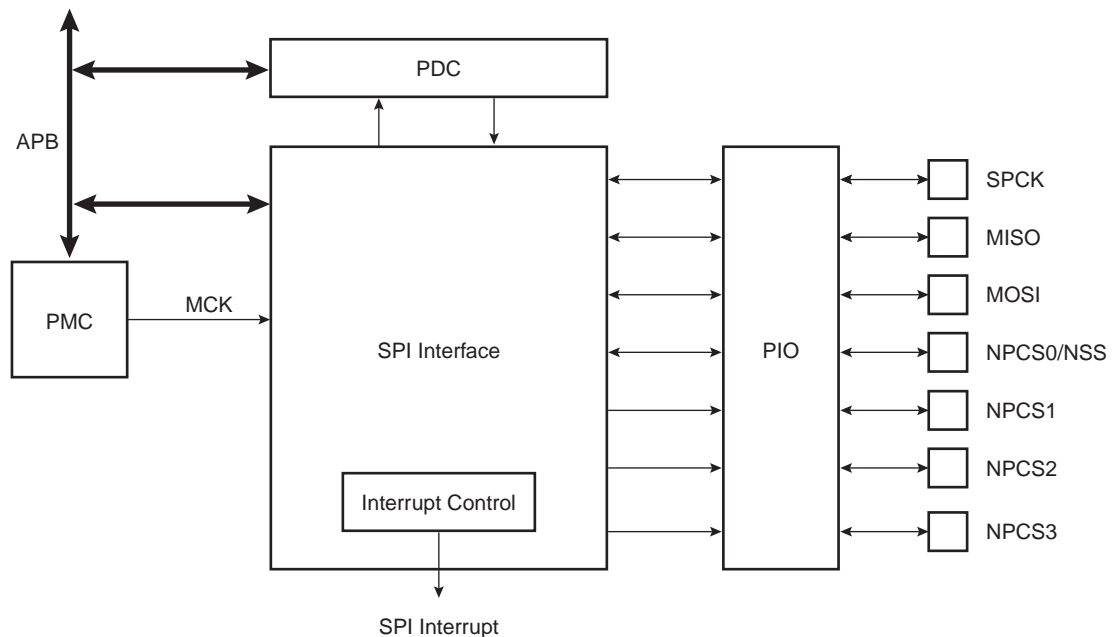 PDC
APB
SPCK
MISO
MCK
MOSI
PMC
SPI Interface
PIO
NPCS0/NSS
NPCS1
NPCS2
Interrupt Control
NPCS3
SPI Interrupt